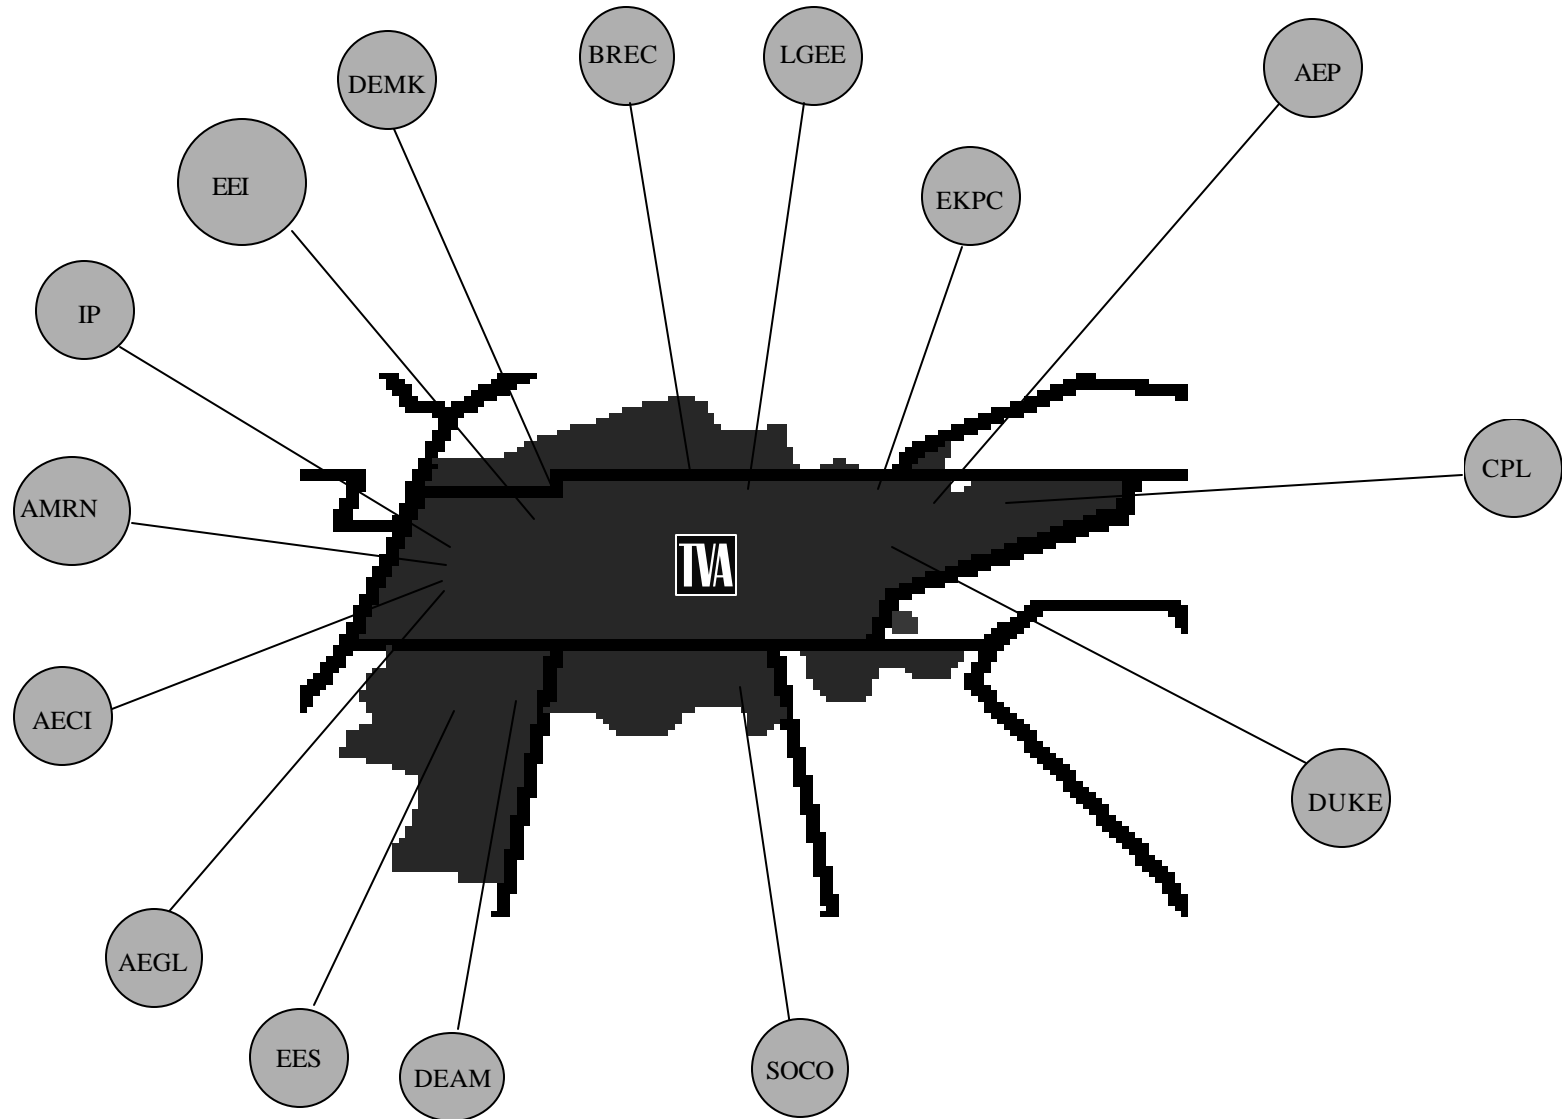 BREC
LGEE
AEP
DEMK
EEI
EKPC
IP
CPL
AMRN
TVA
AECI
DUKE
AEGL
EES
DEAM
SOCO